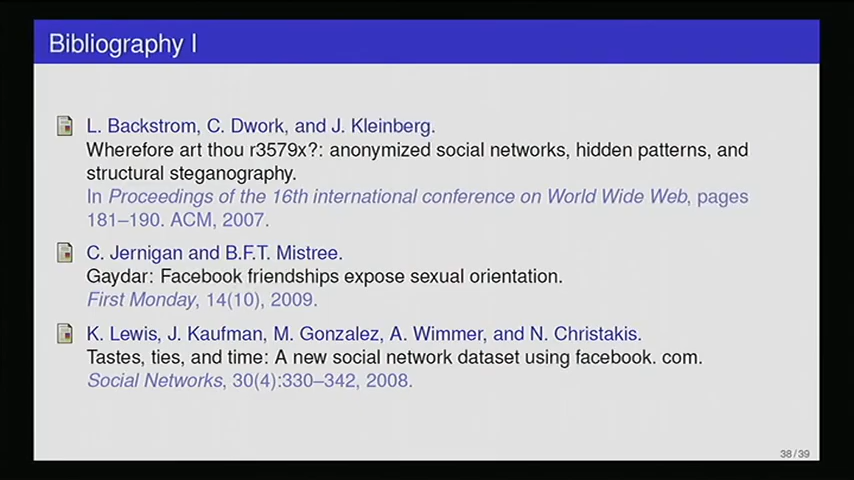 Bibliography I
L. Backstrom, C. Dwork, and J. Kleinberg.
Wherefore art thou r3579x?: anonymized social networks, hidden patterns, and
structural steganography.
In Proceedings of the 16th international conference on World Wide Web, pages
181–190. ACM, 2007.
C. Jernigan and B.F.T. Mistree.
Gaydar: Facebook friendships expose sexual orientation.
First Monday, 14(10), 2009.
K. Lewis, J. Kaufman, M. Gonzalez, A. Wimmer, and N. Christakis.
Tastes, ties, and time: A new social network dataset using facebook. com.
Social Networks, 30(4):330–342, 2008.
38 / 39